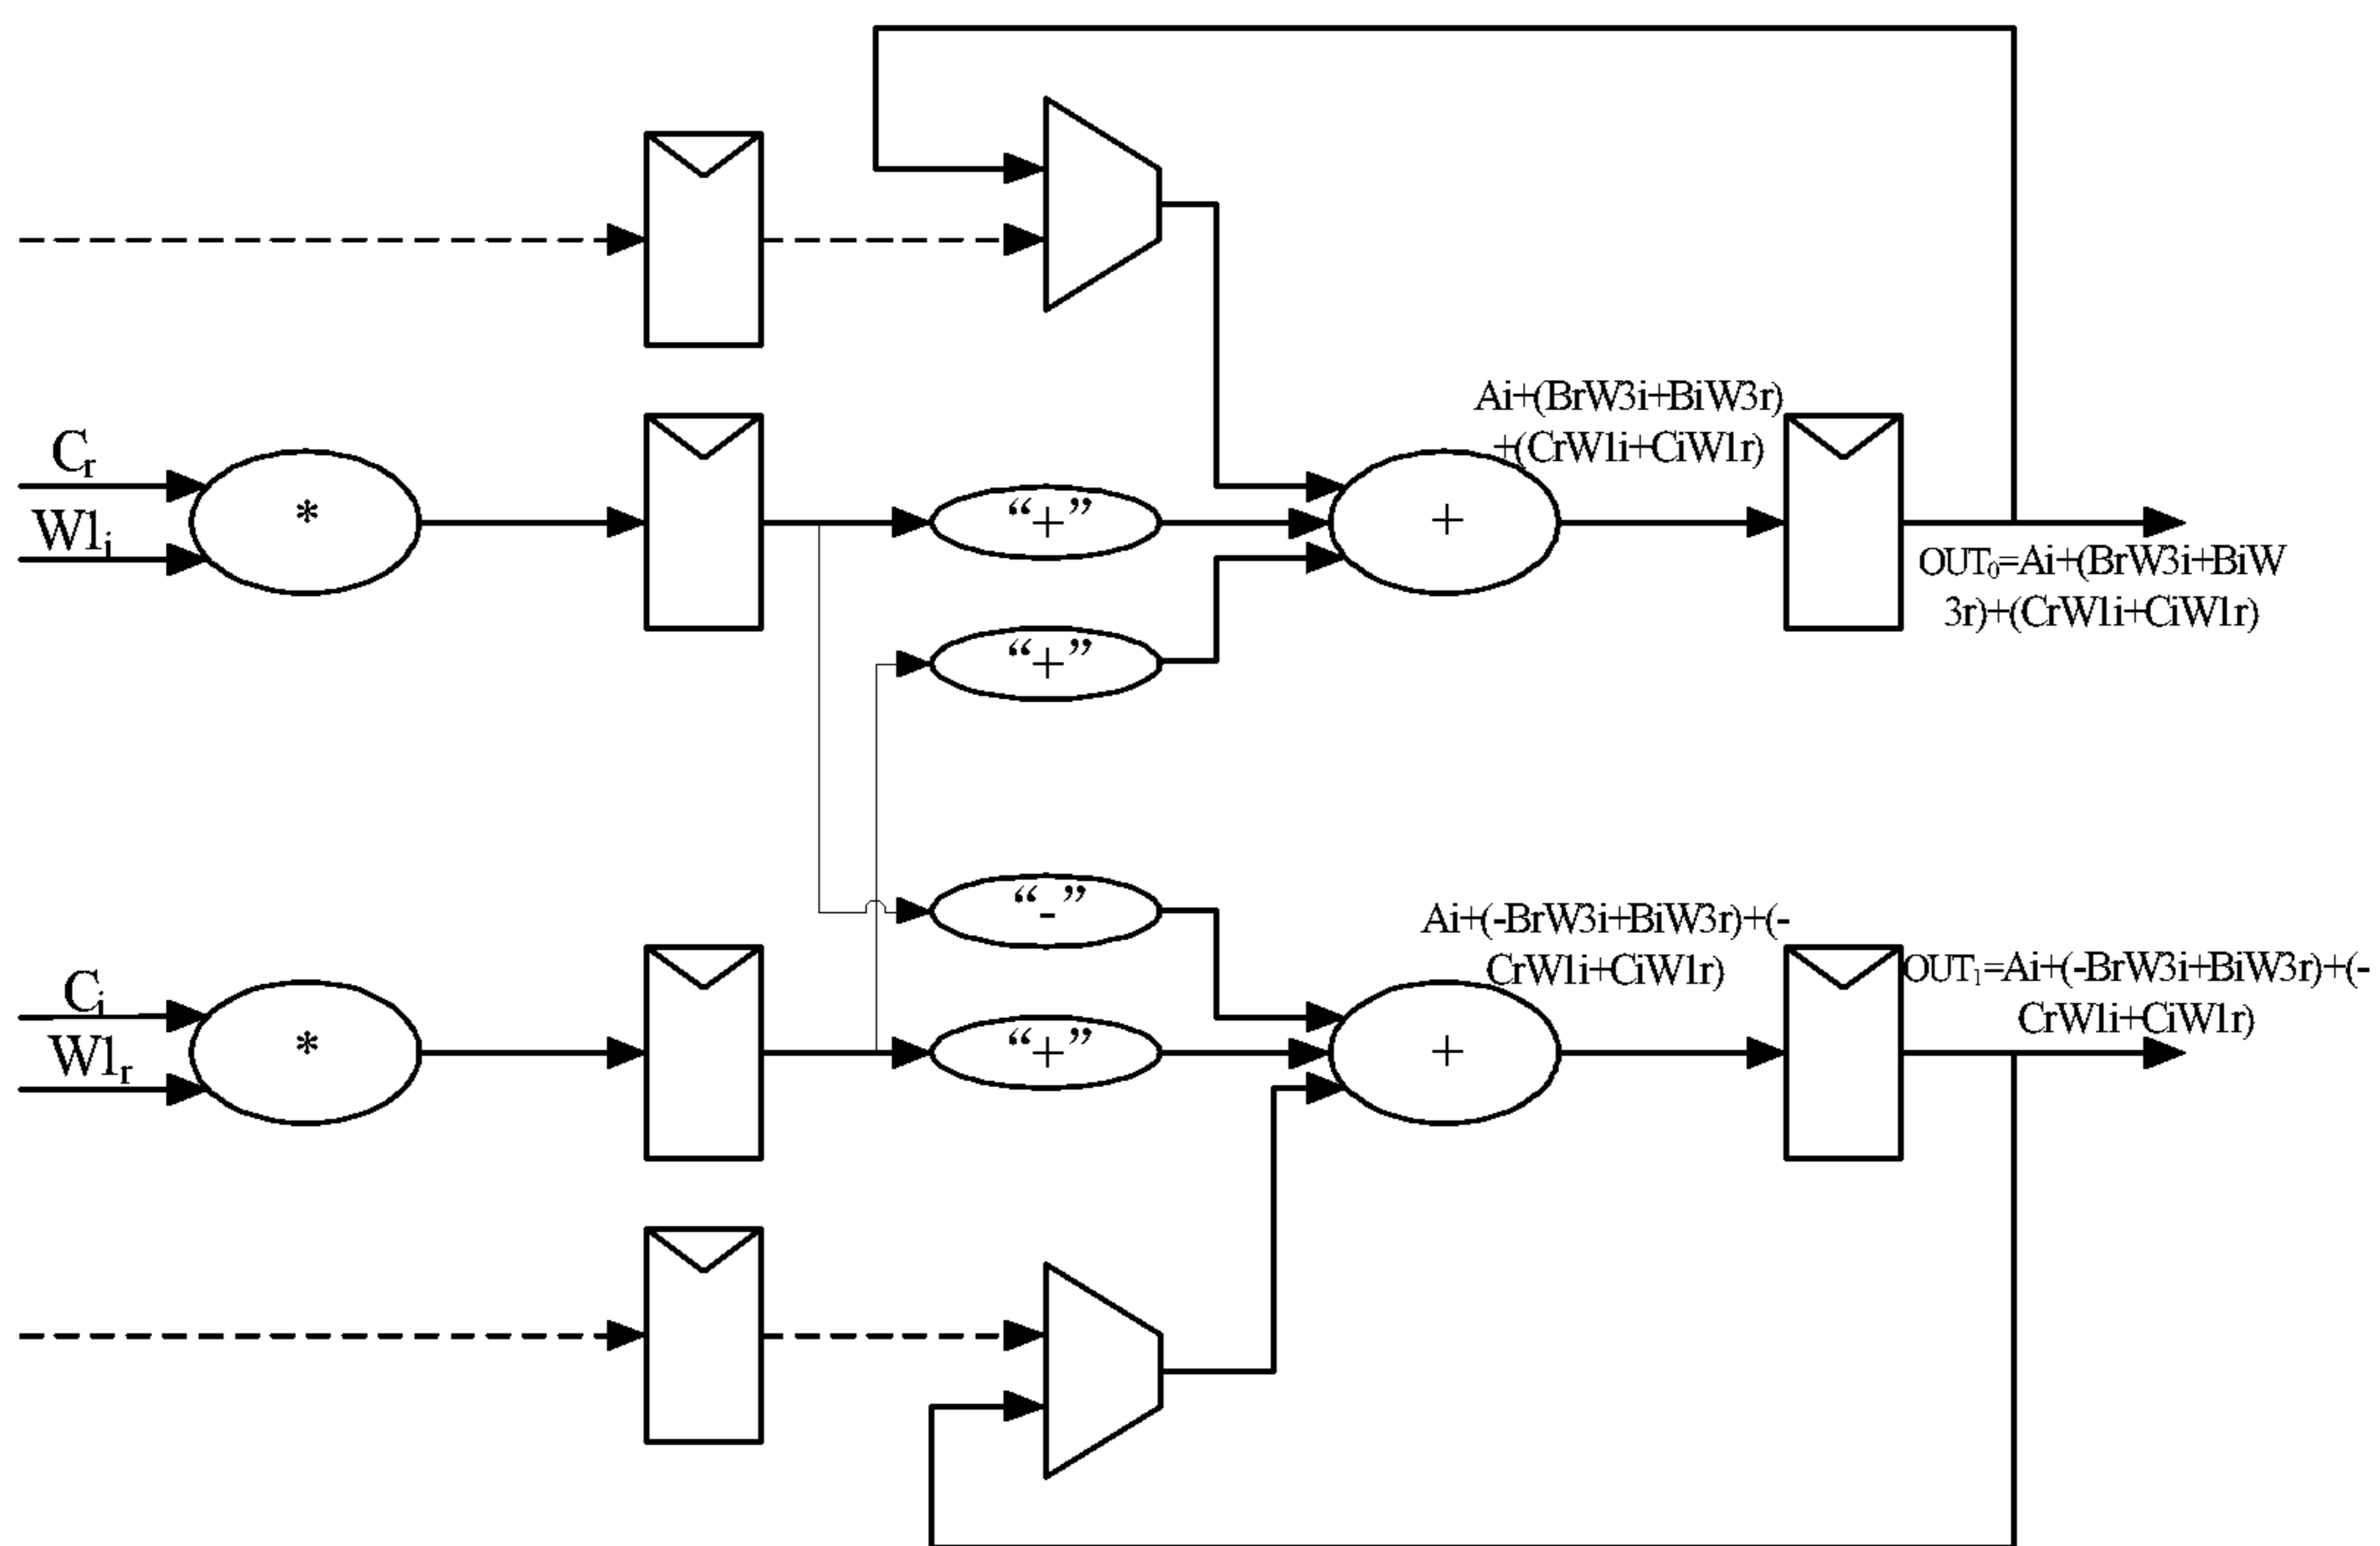 Ai+(BrW3i+BiW3r)
+(CrW1i+CiW1r)
Cr
W1i
*
“+”
+
OUT0=Ai+(BrW3i+BiW
3r)+(CrW1i+CiW1r)
“+”
“-”
Ai+(-BrW3i+BiW3r)+(-
CrW1i+CiW1r)
OUT1=Ai+(-BrW3i+BiW3r)+(-
CrW1i+CiW1r)
Ci
W1r
*
“+”
+